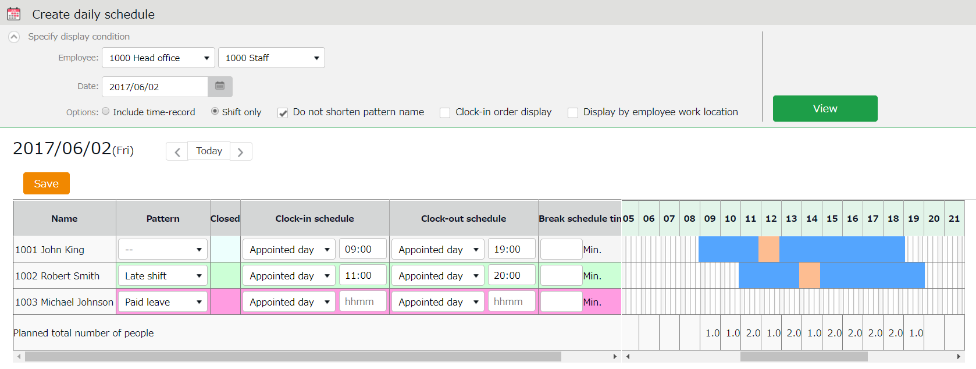 Create daily schedule
Specify display condition
Employee: 1000 Head office 1000 Staff
Date: 2017/06/02
Options: Include time-record Shift only Do not shorten pattern name Clock-in order display Display by employee work location
View
2017/06/02(Fri) Today
Save
Name Pattern Closed Clock-in schedule Clock-out schedule Break schedule tin 05 06 07 08 09 10 11 12 13 14 15 16 17 18 19 20 21
1001 John King -- Appointed day 09:00 Appointed day 19:00 Min.
1002 Robert Smith Late shift Appointed day 11:00 Appointed day 20:00 Min.
1003 Michael Johnson Paid leave Appointed day hhmm Appointed day hhmm Min.
Planned total number of people 1.0 1.0 2.0 1.0 2.0 1.0 2.0 2.0 2.0 2.0 1.0